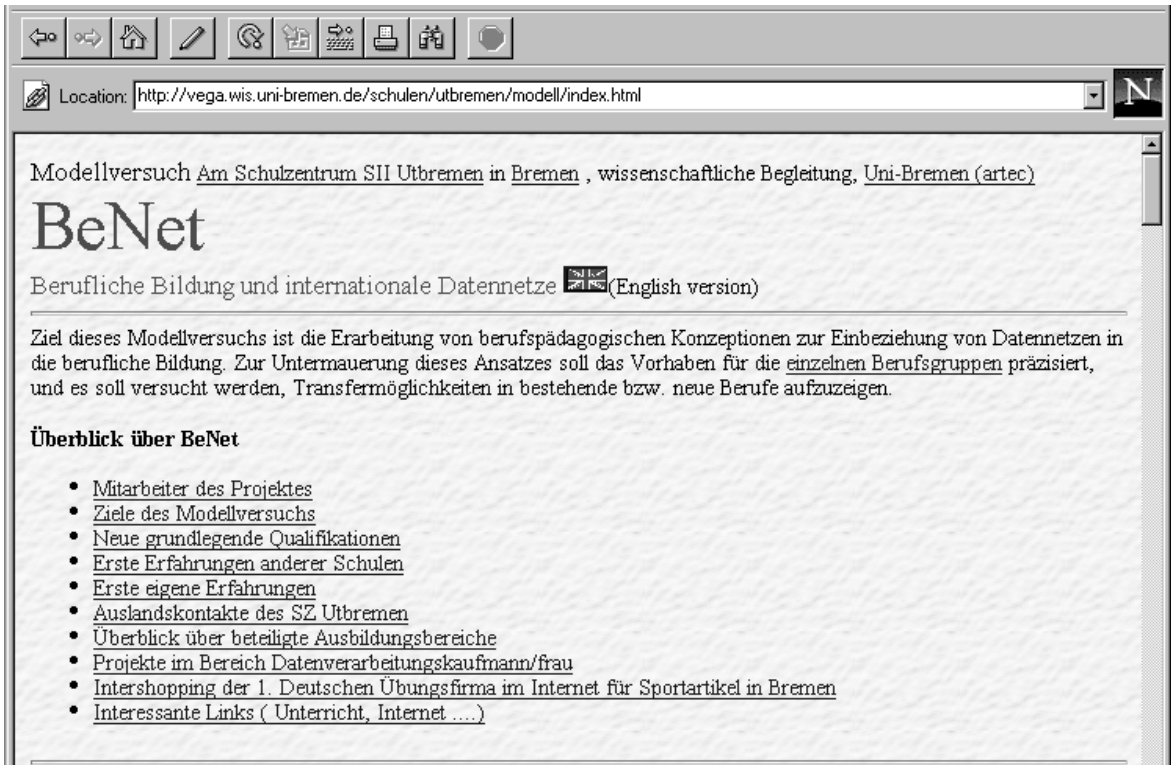 Location: http://vega.wis.uni-bremen.de/schulen/utbremen/modell/index.html
N
Modellversuch Am Schulzentrum SII Utbremen in Bremen , wissenschaftliche Begleitung, Uni-Bremen (artec)
BeNet
Berufliche Bildung und internationale Datennetze (English version)
Ziel dieses Modellversuchs ist die Erarbeitung von berufspädagogischen Konzeptionen zur Einbeziehung von Datennetzen in
die berufliche Bildung. Zur Untermauerung dieses Ansatzes soll das Vorhaben für die einzelnen Berufsgruppen präzisiert,
und es soll versucht werden, Transfermöglichkeiten in bestehende bzw. neue Berufe aufzuzeigen.
Überblick über BeNet
• Mitarbeiter des Projektes
• Ziele des Modellversuchs
• Neue grundlegende Qualifikationen
• Erste Erfahrungen anderer Schulen
• Erste eigene Erfahrungen
• Auslandskontakte des SZ Utbremen
• Überblick über beteiligte Ausbildungsbereiche
• Projekte im Bereich Datenverarbeitungskaufmann/frau
• Intershopping der 1. Deutschen Übungsfirma im Internet für Sportartikel in Bremen
• Interessante Links ( Unterricht, Internet ....)